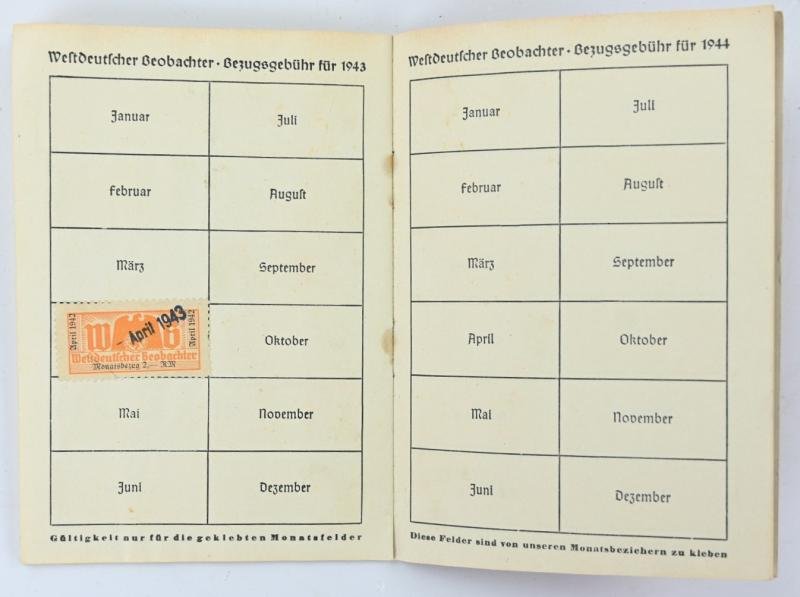 Westdeutscher Beobachter · Bezugsgebühr für 1943
Januar Juli
Februar August
März September
April 1942 W B April 1942
April 1943
Westdeutscher Beobachter
Monatsbezug 2,— RM
Oktober
Mai November
Juni Dezember
Gültigkeit nur für die geklebten Monatsfelder
Westdeutscher Beobachter · Bezugsgebühr für 1944
Januar Juli
Februar August
März September
April Oktober
Mai November
Juni Dezember
Diese Felder sind von unseren Monatsbeziehern zu kleben